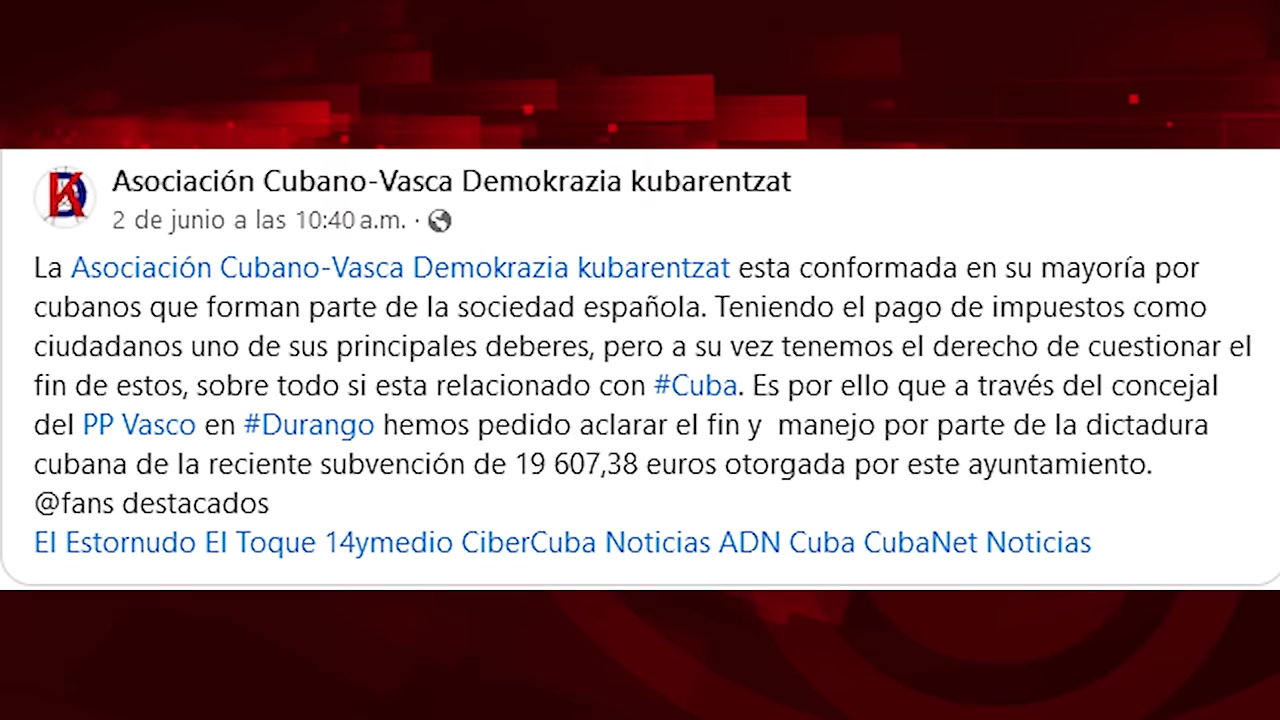 Asociación Cubano-Vasca Demokrazia kubarentzat
2 de junio a las 10:40 a.m. ·
La Asociación Cubano-Vasca Demokrazia kubarentzat esta conformada en su mayoría por
cubanos que forman parte de la sociedad española. Teniendo el pago de impuestos como
ciudadanos uno de sus principales deberes, pero a su vez tenemos el derecho de cuestionar el
fin de estos, sobre todo si esta relacionado con #Cuba. Es por ello que a través del concejal
del PP Vasco en #Durango hemos pedido aclarar el fin y  manejo por parte de la dictadura
cubana de la reciente subvención de 19 607,38 euros otorgada por este ayuntamiento.
@fans destacados
El Estornudo El Toque 14ymedio CiberCuba Noticias ADN Cuba CubaNet Noticias